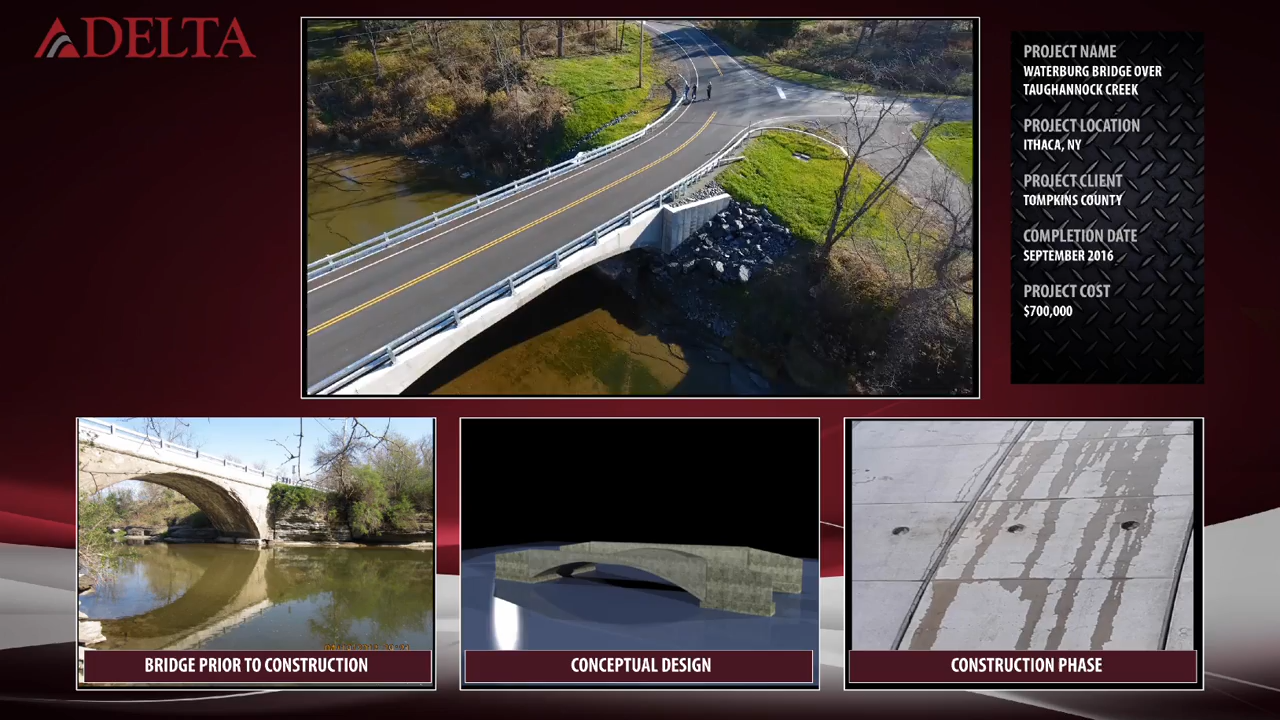 DELTA
PROJECT NAME
WATERBURG BRIDGE OVER
TAUGHANNOCK CREEK
PROJECT LOCATION
ITHACA, NY
PROJECT CLIENT
TOMPKINS COUNTY
COMPLETION DATE
SEPTEMBER 2016
PROJECT COST
$700,000
BRIDGE PRIOR TO CONSTRUCTION
CONCEPTUAL DESIGN
CONSTRUCTION PHASE